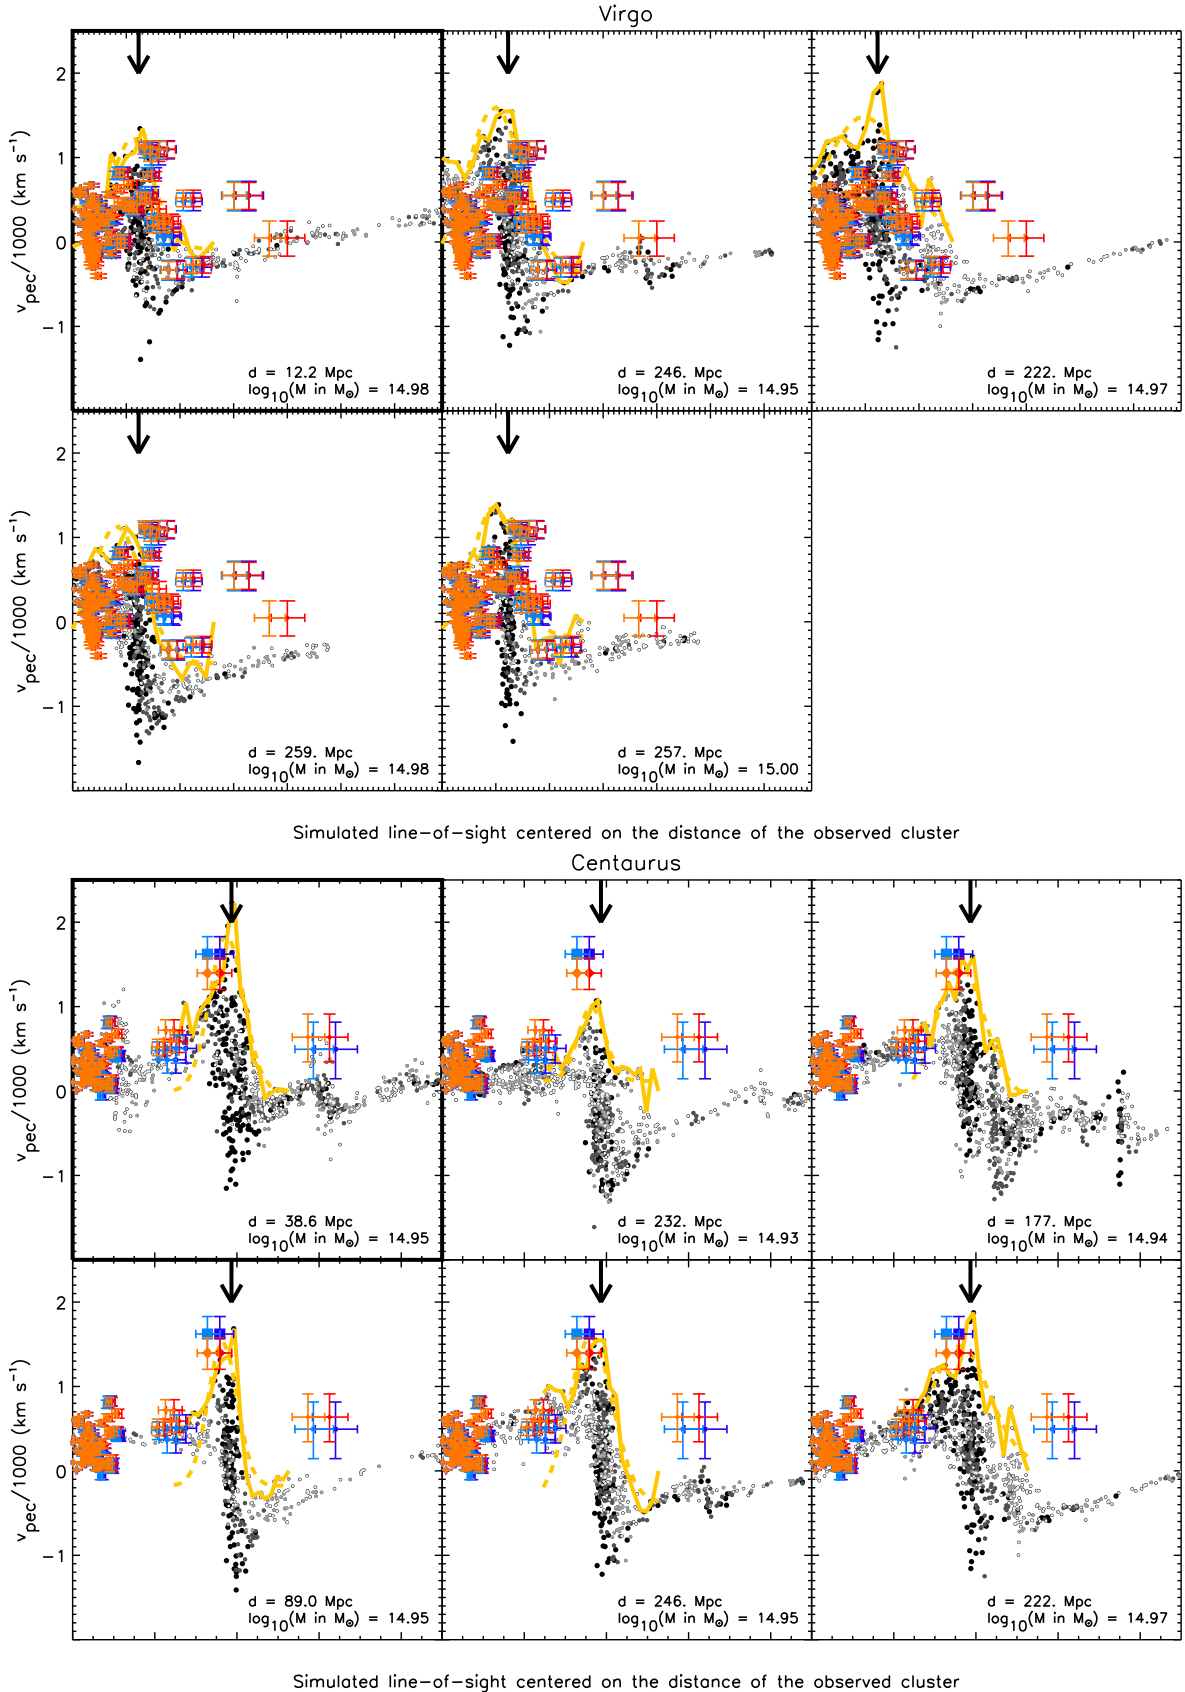 Virgo
2
1
0
−1
v_pec/1000 (km s⁻¹)
d = 12.2 Mpc
log₁₀(M in M☉) = 14.98
d = 246. Mpc
log₁₀(M in M☉) = 14.95
d = 222. Mpc
log₁₀(M in M☉) = 14.97
2
1
0
−1
v_pec/1000 (km s⁻¹)
d = 259. Mpc
log₁₀(M in M☉) = 14.98
d = 257. Mpc
log₁₀(M in M☉) = 15.00
Simulated line−of−sight centered on the distance of the observed cluster
Centaurus
2
1
0
−1
v_pec/1000 (km s⁻¹)
d = 38.6 Mpc
log₁₀(M in M☉) = 14.95
d = 232. Mpc
log₁₀(M in M☉) = 14.93
d = 177. Mpc
log₁₀(M in M☉) = 14.94
2
1
0
−1
v_pec/1000 (km s⁻¹)
d = 89.0 Mpc
log₁₀(M in M☉) = 14.95
d = 246. Mpc
log₁₀(M in M☉) = 14.95
d = 222. Mpc
log₁₀(M in M☉) = 14.97
Simulated line−of−sight centered on the distance of the observed cluster